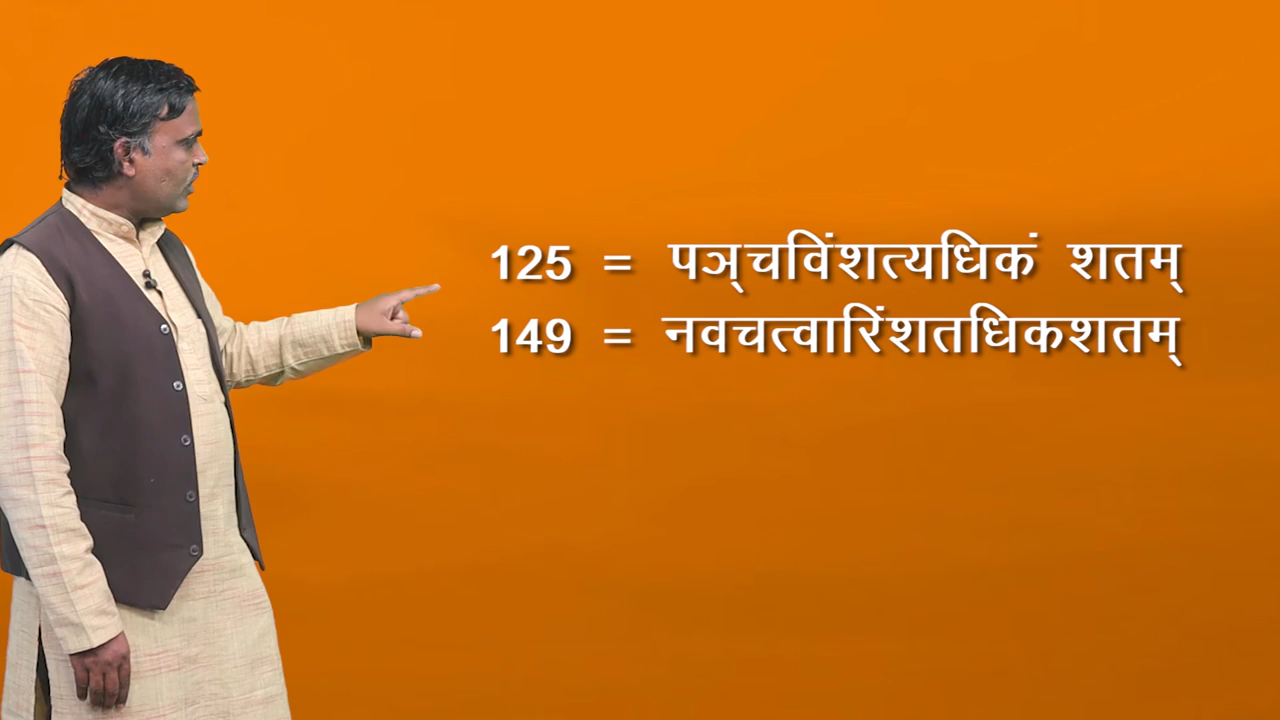 125 = पञ्चविंशत्यधिकं शतम्
149 = नवचत्वारिंशतधिकशतम्